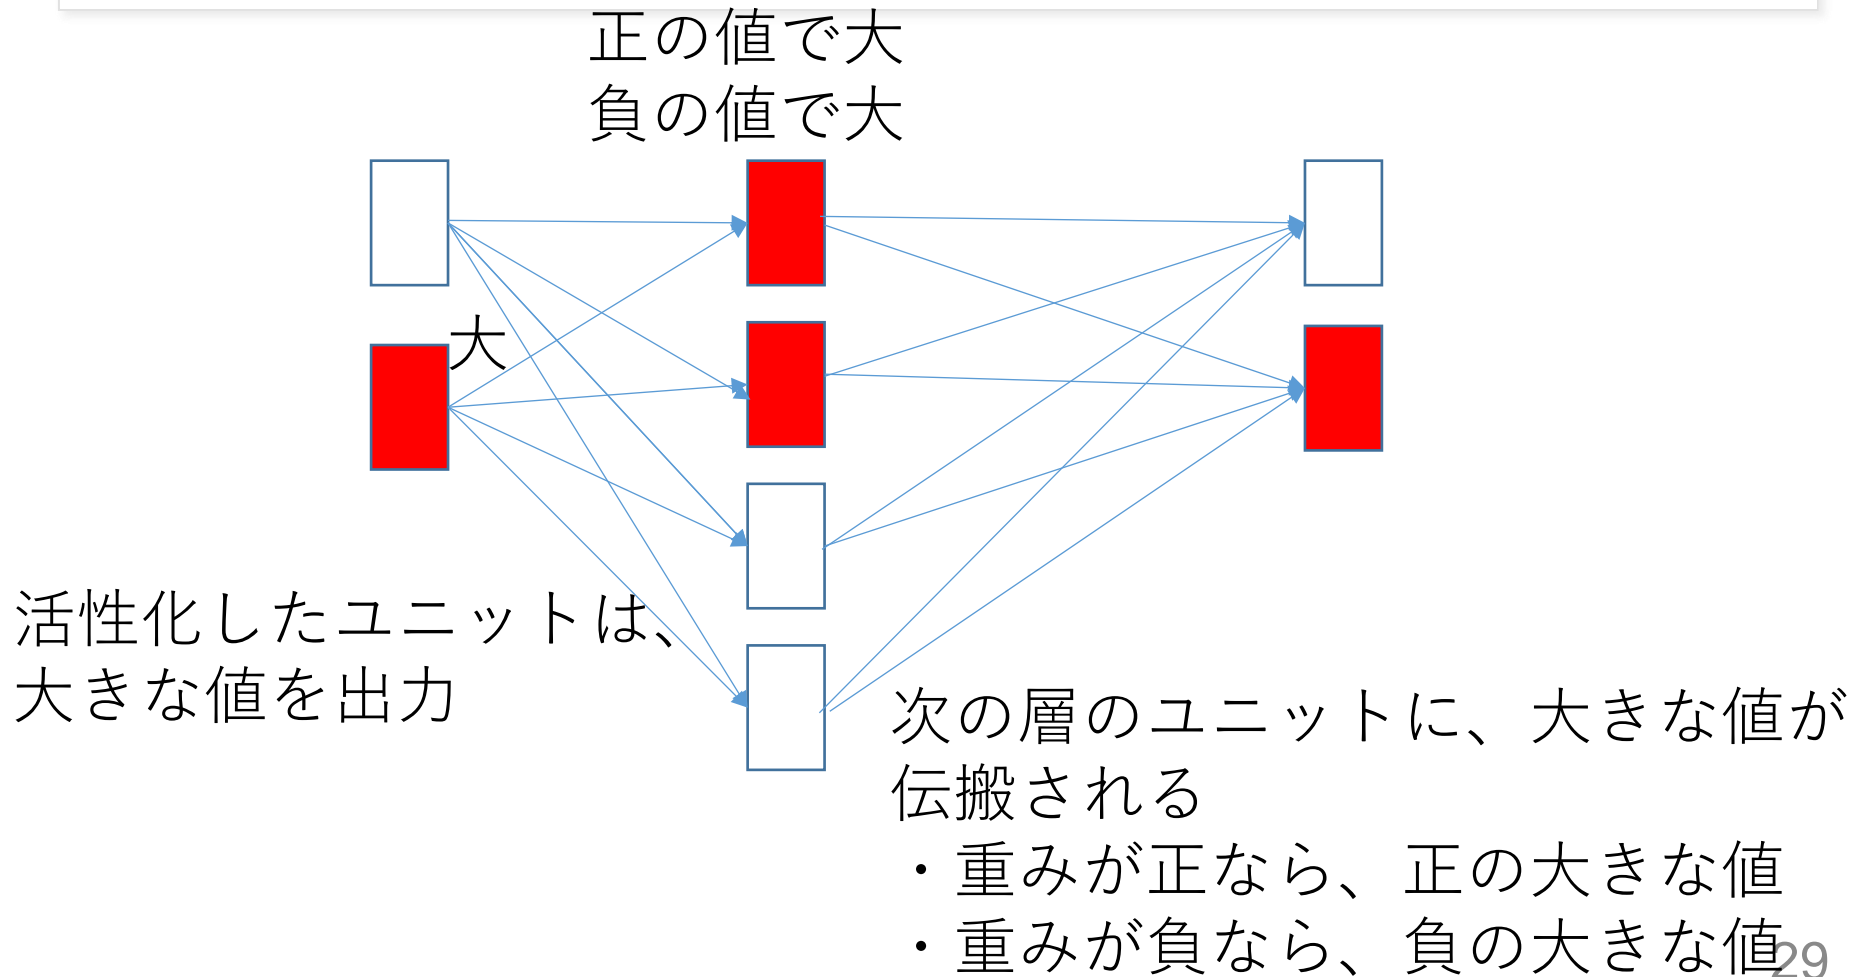 正の値で大
負の値で大
大
活性化したユニットは、
大きな値を出力
次の層のユニットに、大きな値が
伝搬される
・重みが正なら、正の大きな値
・重みが負なら、負の大きな値
29